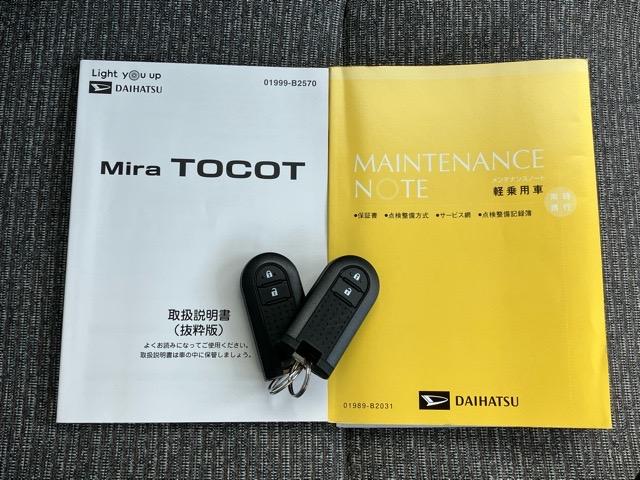 Light you up
DAIHATSU
01999-B2570
Mira TOCOT
取扱説明書
(抜粋版)
よくお読みになってご使用ください。
取扱説明書は車の中に保管しましょう。
MAINTENANCE
NOTE
メンテナンスノート
軽乗用車
常時
携行
●保証書 ●点検整備方式 ●サービス網 ●点検整備記録簿
01989-B2031
DAIHATSU